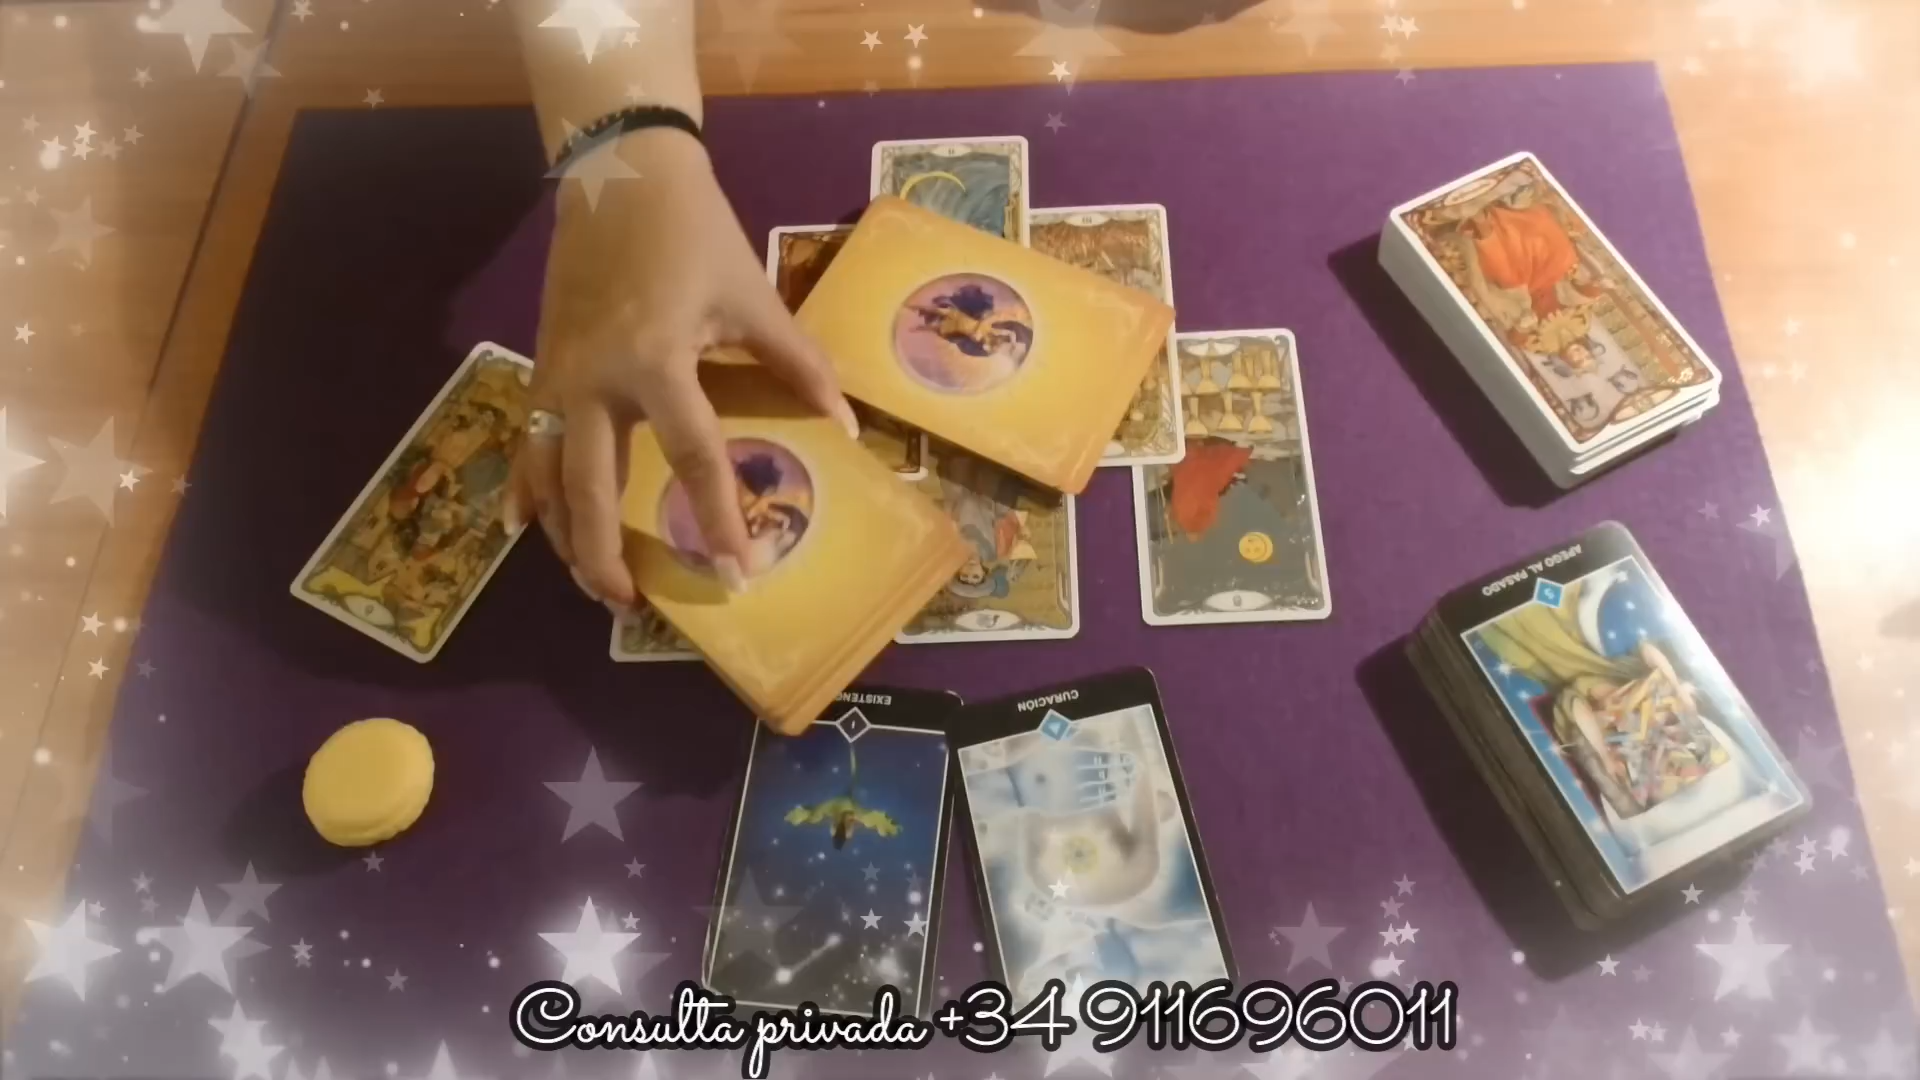 APEGO AL PASADO
EXISTENC
CURACIÓN
Consulta privada +34 911696011